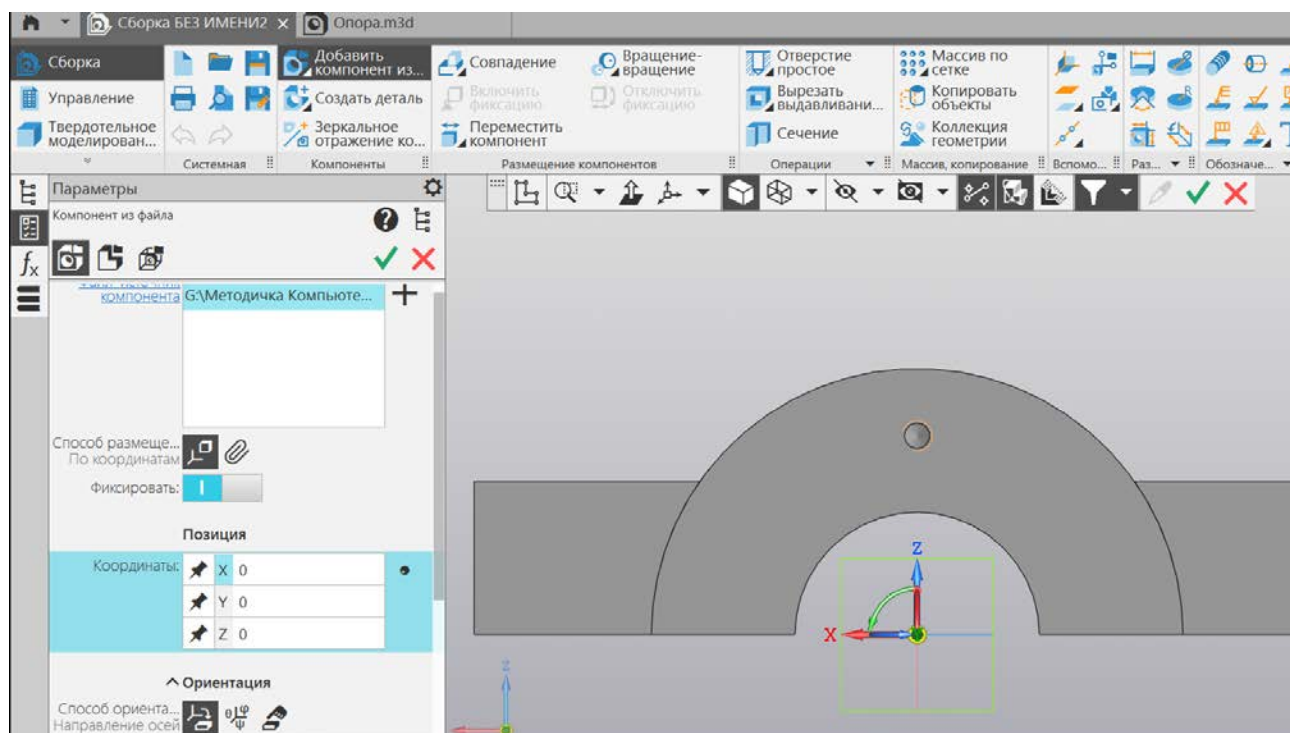 Сборка БЕЗ ИМЕНИ2
Опора.m3d
Сборка
Управление
Твердотельное
моделирован...
Системная
Добавить
компонент из...
Создать деталь
Зеркальное
отражение ко...
Компоненты
Совпадение
Включить
фиксацию
Переместить
компонент
Вращение-
вращение
Отключить
фиксацию
Размещение компонентов
Отверстие
простое
Вырезать
выдавливани...
Сечение
Операции
Массив по
сетке
Копировать
объекты
Коллекция
геометрии
Массив, копирование
Вспомо...
Раз...
Обозначе...
Параметры
Компонент из файла
компонента
G:\Методичка Компьюте...
Способ размеще...
По координатам
Фиксировать:
Позиция
Координаты:
X 0
Y 0
Z 0
Ориентация
Способ ориента...
Направление осей
Z
X
Z